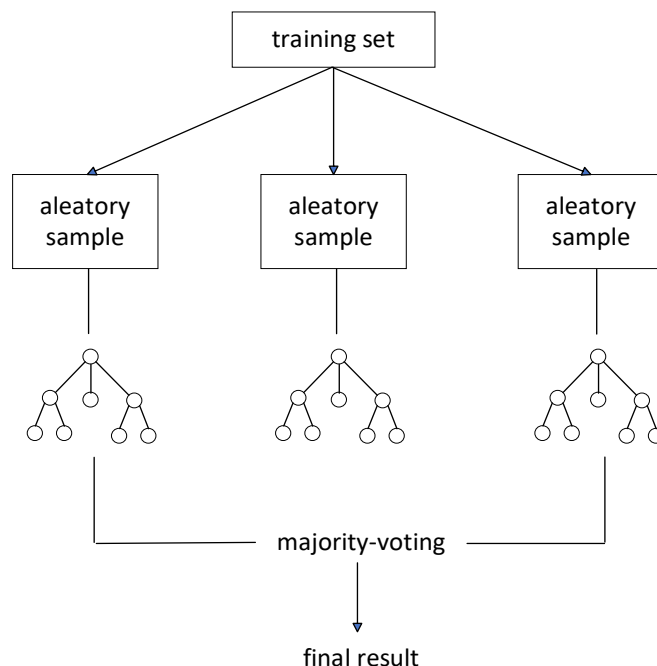 training set
aleatory
sample
aleatory
sample
aleatory
sample
majority-voting
final result